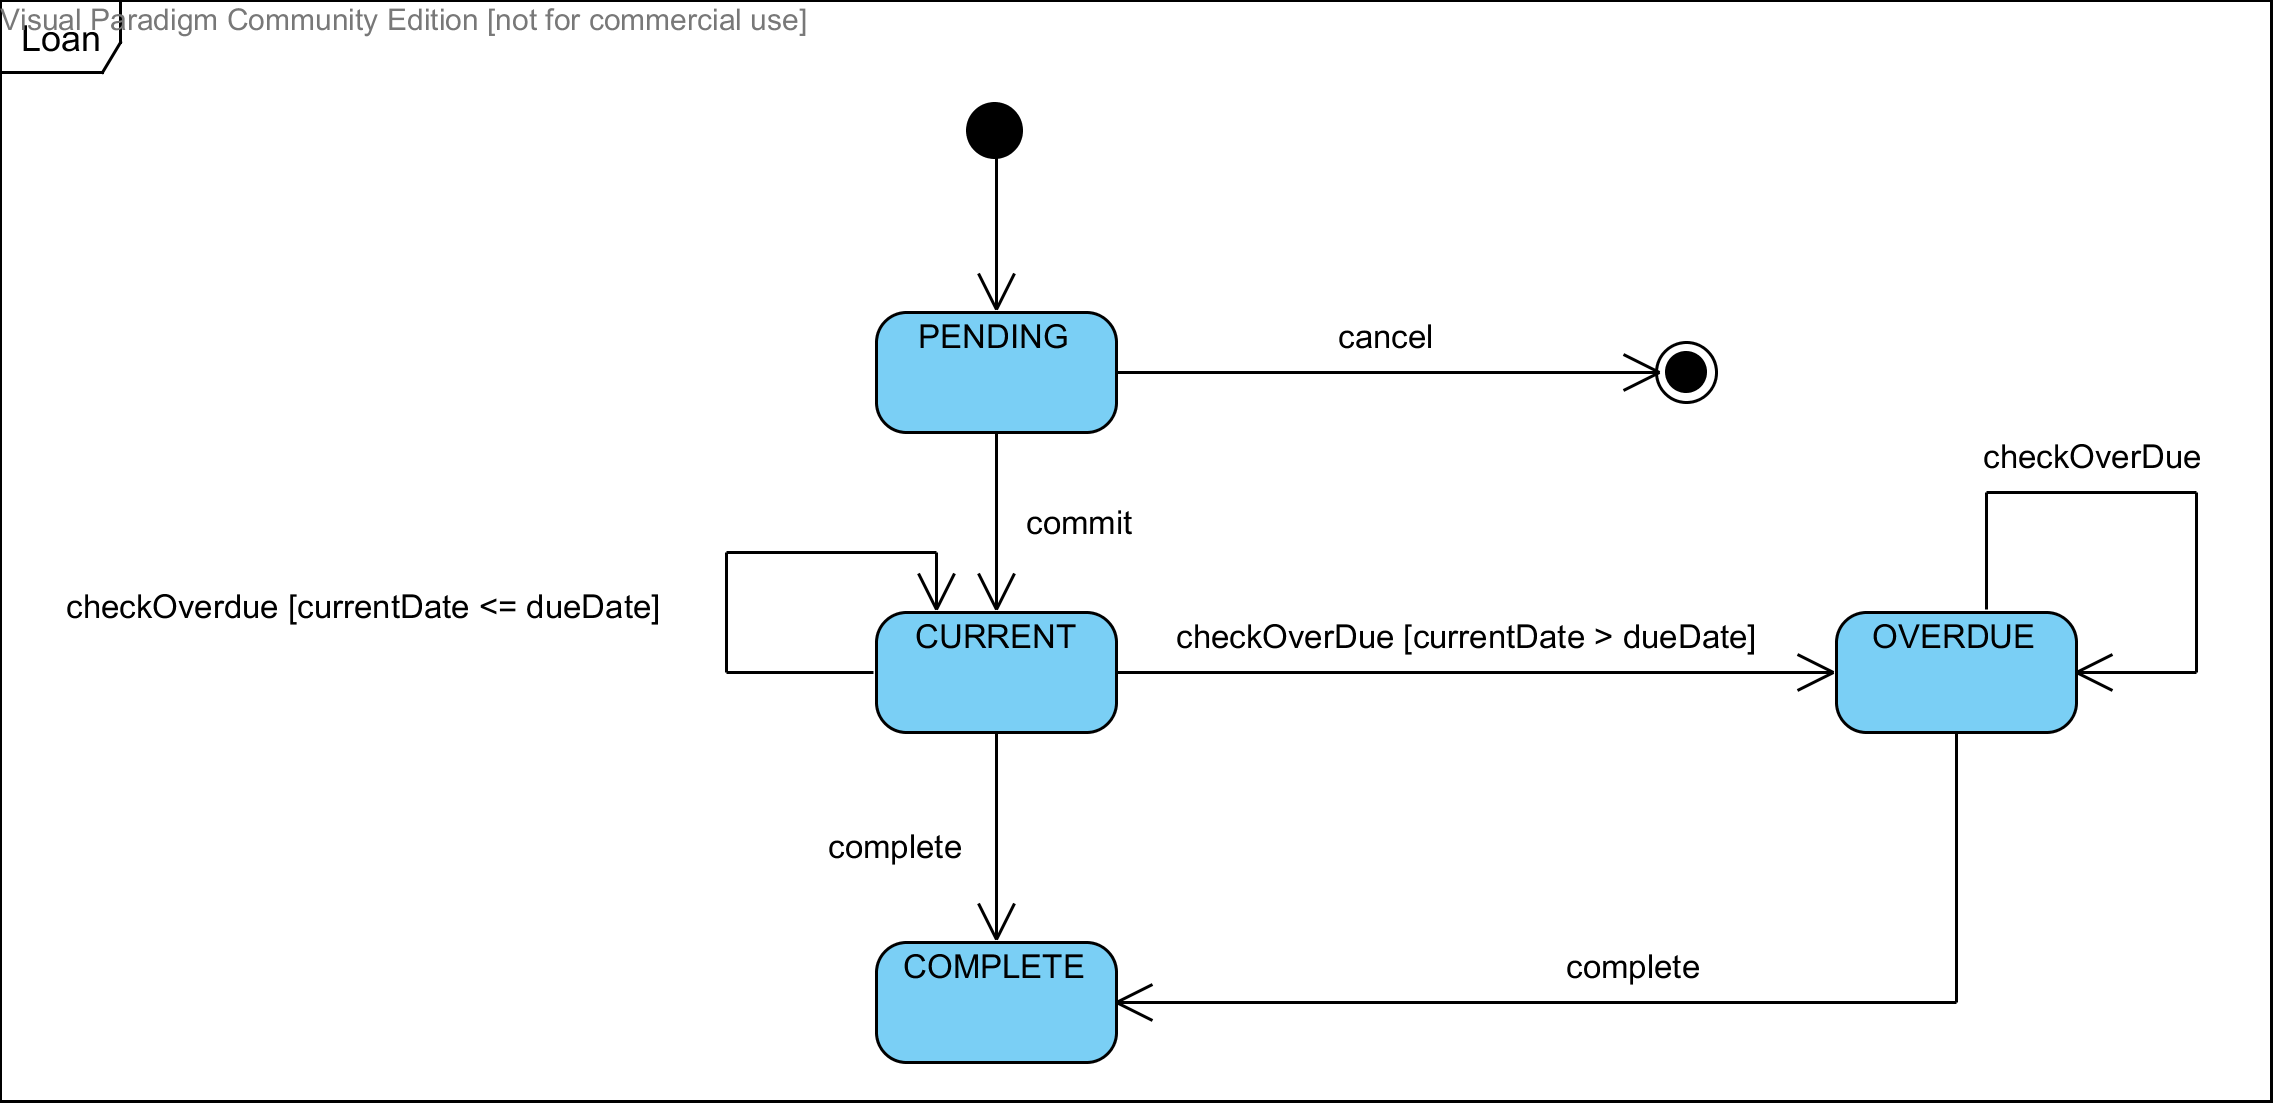 Visual Paradigm Community Edition [not for commercial use]
Loan
PENDING
cancel
checkOverDue
commit
checkOverdue [currentDate <= dueDate]
CURRENT
checkOverDue [currentDate > dueDate]
OVERDUE
complete
COMPLETE
complete